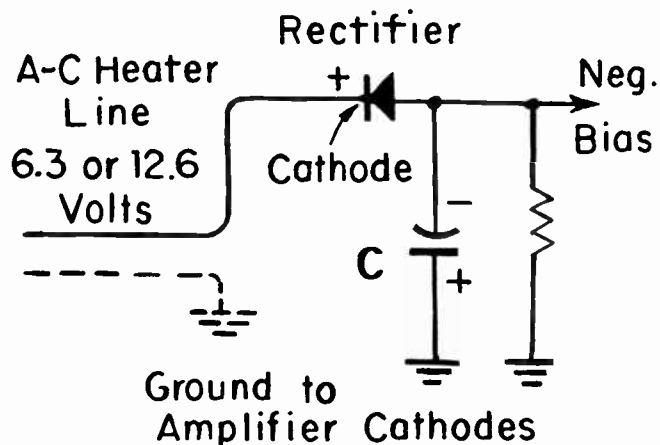 Rectifier
A-C Heater
Line
6.3 or 12.6
Volts
+
Cathode
Neg.
Bias
−
C
+
Ground to
Amplifier Cathodes